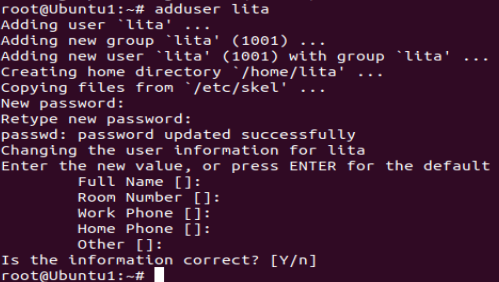 root@Ubuntu1:~# adduser lita
Adding user `lita' ...
Adding new group `lita' (1001) ...
Adding new user `lita' (1001) with group `lita' ...
Creating home directory `/home/lita' ...
Copying files from `/etc/skel' ...
New password:
Retype new password:
passwd: password updated successfully
Changing the user information for lita
Enter the new value, or press ENTER for the default
Full Name []:
Room Number []:
Work Phone []:
Home Phone []:
Other []:
Is the information correct? [Y/n]
root@Ubuntu1:~#